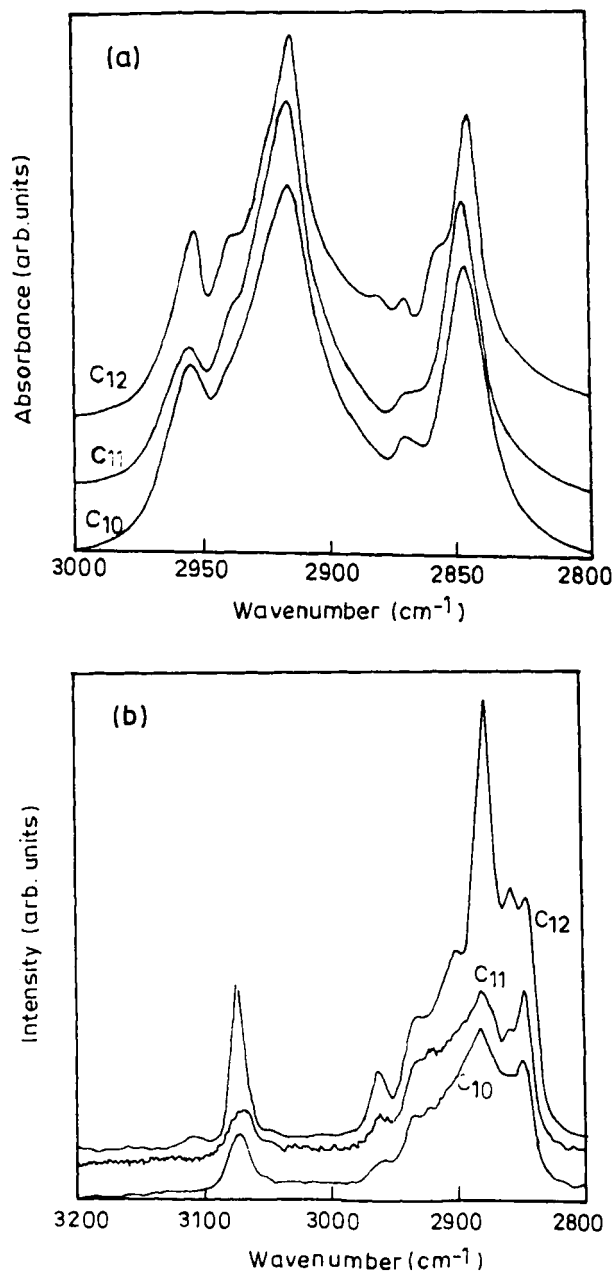 (a)
Absorbance (arb.units)
C12
C11
C10
3000 2950 2900 2850 2800
Wavenumber (cm-1)
(b)
Intensity (arb. units)
C12
C11
C10
3200 3100 3000 2900 2800
Wavenumber (cm-1)